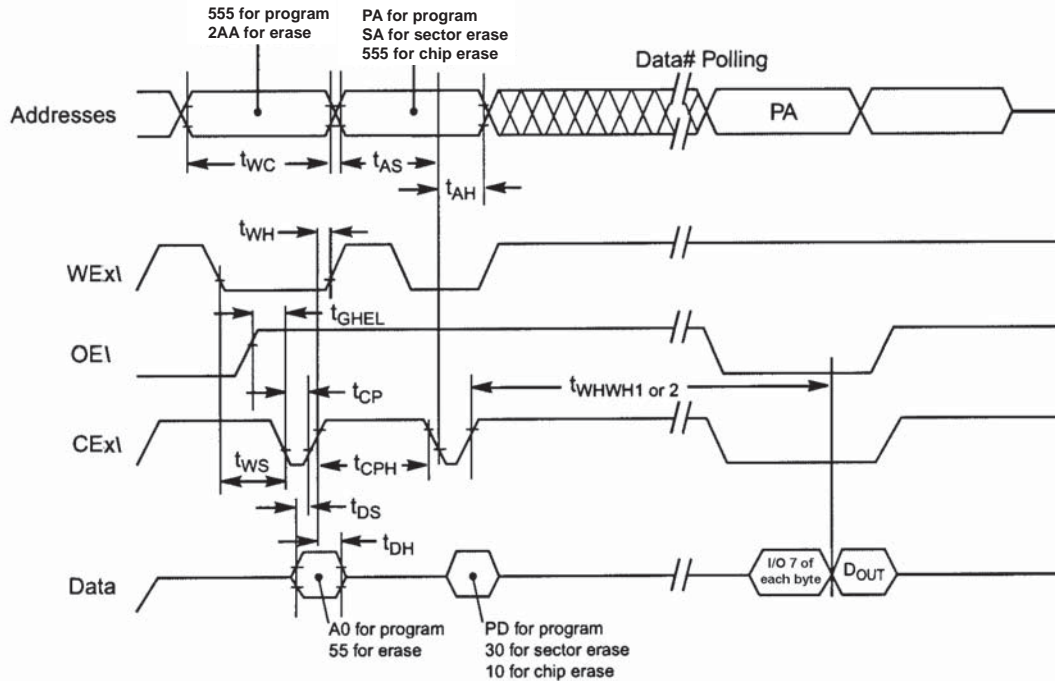 555 for program
2AA for erase
PA for program
SA for sector erase
555 for chip erase
Data# Polling
Addresses
PA
tWC
tAS
tAH
tWH
WEx\
tGHEL
OE\
tWHWH1 or 2
tCP
CEx\
tWS
tCPH
tDS
tDH
Data
I/O 7 of
each byte
DOUT
A0 for program
55 for erase
PD for program
30 for sector erase
10 for chip erase